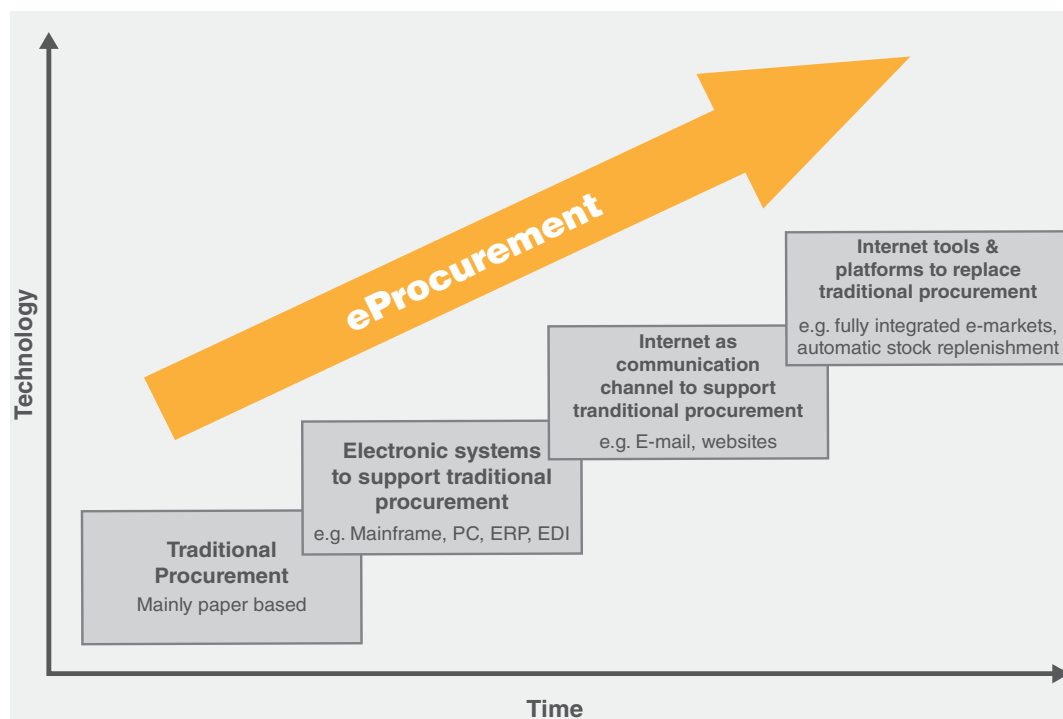 Technology
eProcurement
Internet tools &
platforms to replace
traditional procurement
e.g. fully integrated e-markets,
automatic stock replenishment
Internet as
communication
channel to support
tranditional procurement
e.g. E-mail, websites
Electronic systems
to support traditional
procurement
e.g. Mainframe, PC, ERP, EDI
Traditional
Procurement
Mainly paper based
Time